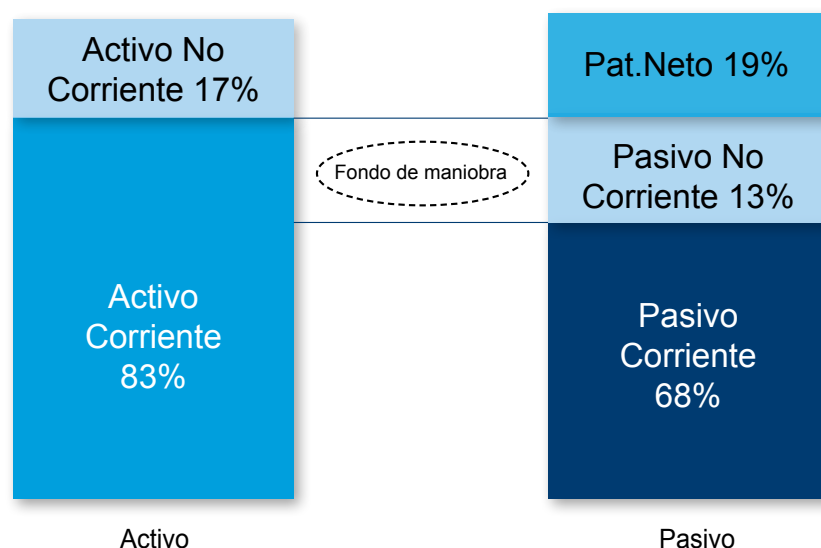 Activo No
Corriente 17%
Activo
Corriente
83%
Activo
Fondo de maniobra
Pat.Neto 19%
Pasivo No
Corriente 13%
Pasivo
Corriente
68%
Pasivo